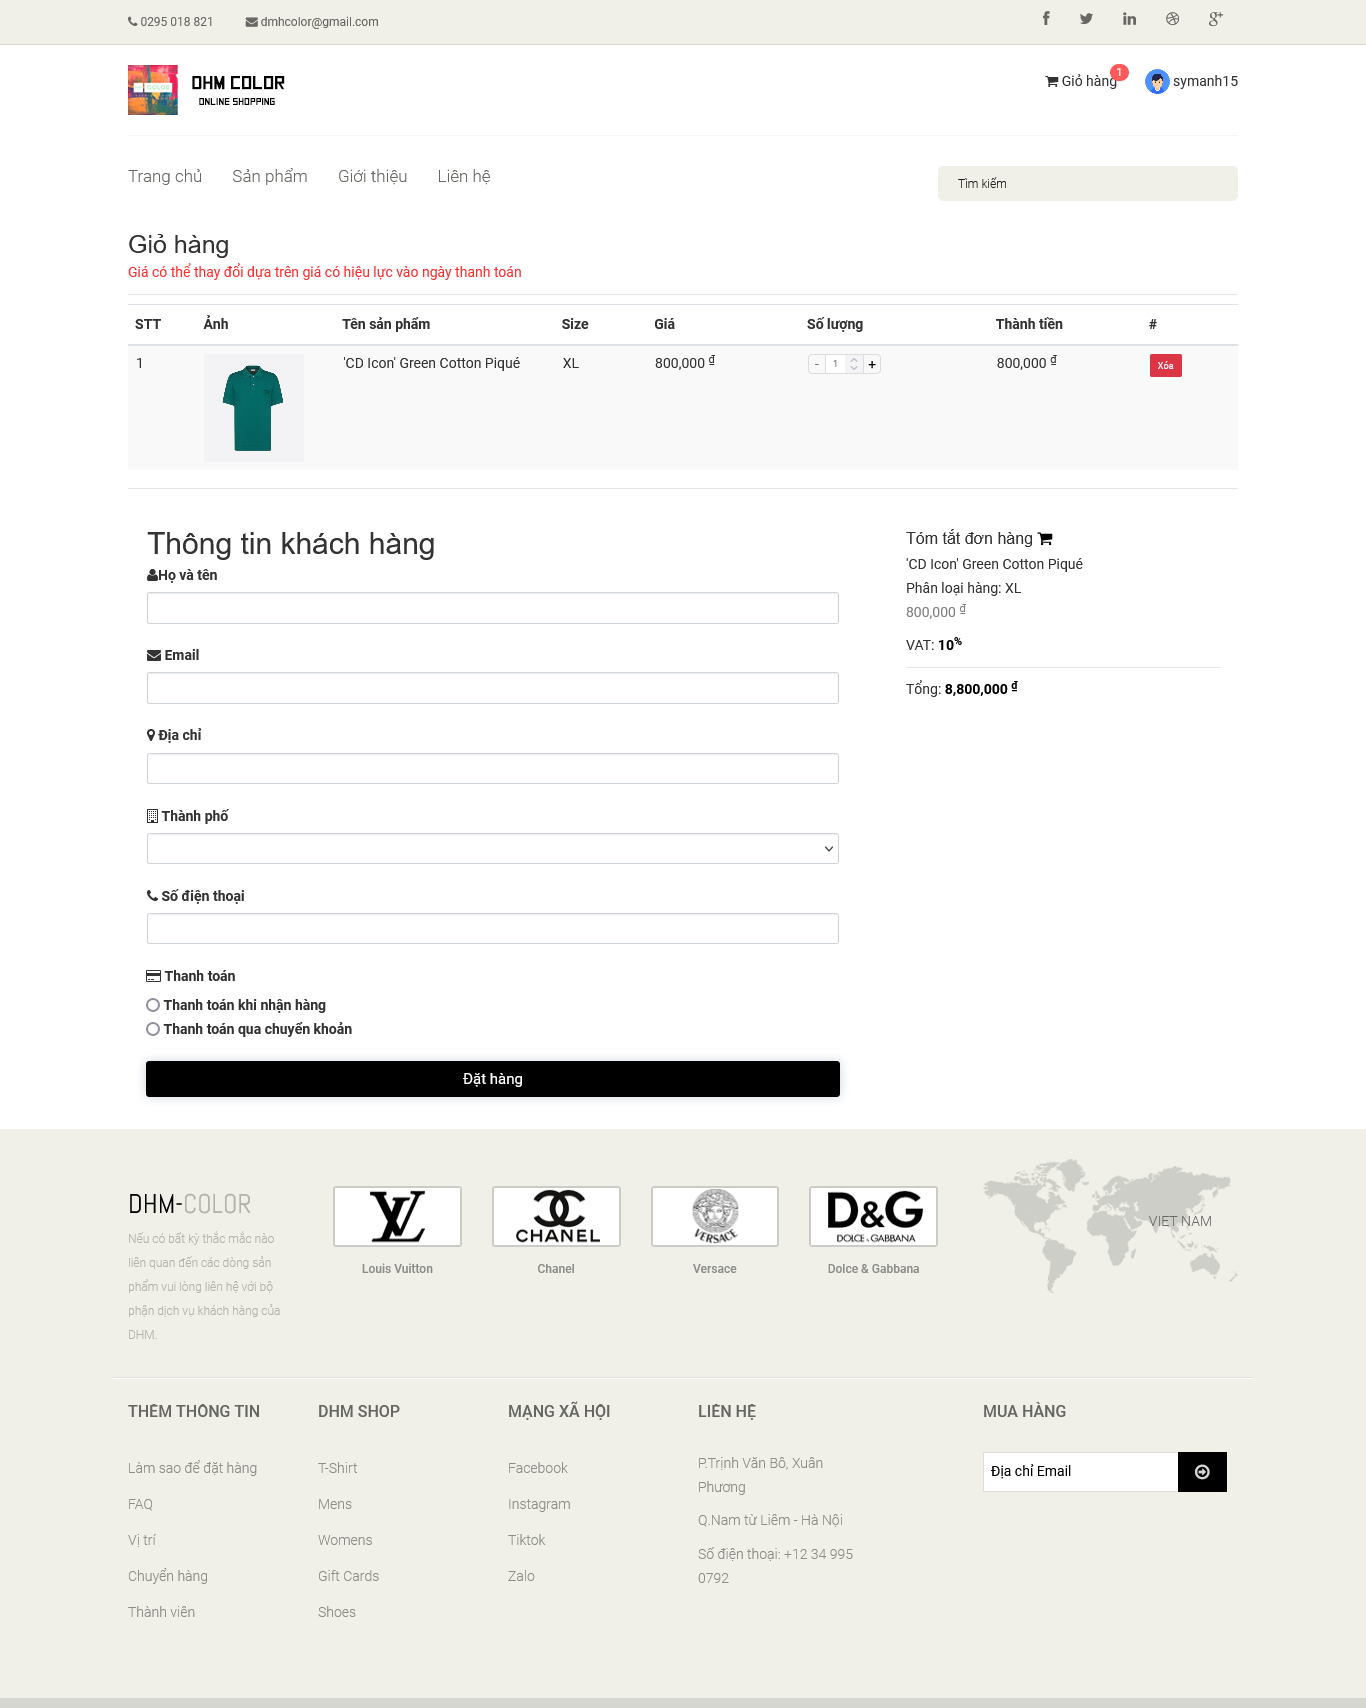 0295 018 821 dmhcolor@gmail.com
DHM COLOR
ONLINE SHOPPING
Giỏ hàng 1 symanh15
Trang chủ Sản phẩm Giới thiệu Liên hệ Tìm kiếm
Giỏ hàng
Giá có thể thay đổi dựa trên giá có hiệu lực vào ngày thanh toán
STT Ảnh Tên sản phẩm Size Giá Số lượng Thành tiền #
1 'CD Icon' Green Cotton Piqué XL 800,000 ₫ - 1 + 800,000 ₫ Xóa
Thông tin khách hàng
Họ và tên
Email
Địa chỉ
Thành phố
Số điện thoại
Thanh toán
Thanh toán khi nhận hàng
Thanh toán qua chuyển khoản
Đặt hàng
Tóm tắt đơn hàng
'CD Icon' Green Cotton Piqué
Phân loại hàng: XL
800,000 ₫
VAT: 10%
Tổng: 8,800,000 ₫
DHM-COLOR
Nếu có bất kỳ thắc mắc nào
liên quan đến các dòng sản
phẩm vui lòng liên hệ với bộ
phận dịch vụ khách hàng của
DHM.
LV
Louis Vuitton
CHANEL
Chanel
VERSACE
Versace
D&G
DOLCE & GABBANA
Dolce & Gabbana
VIET NAM
THÊM THÔNG TIN
Làm sao để đặt hàng
FAQ
Vị trí
Chuyển hàng
Thành viên
DHM SHOP
T-Shirt
Mens
Womens
Gift Cards
Shoes
MẠNG XÃ HỘI
Facebook
Instagram
Tiktok
Zalo
LIÊN HỆ
P.Trịnh Văn Bô, Xuân
Phương
Q.Nam từ Liêm - Hà Nội
Số điện thoại: +12 34 995
0792
MUA HÀNG
Địa chỉ Email